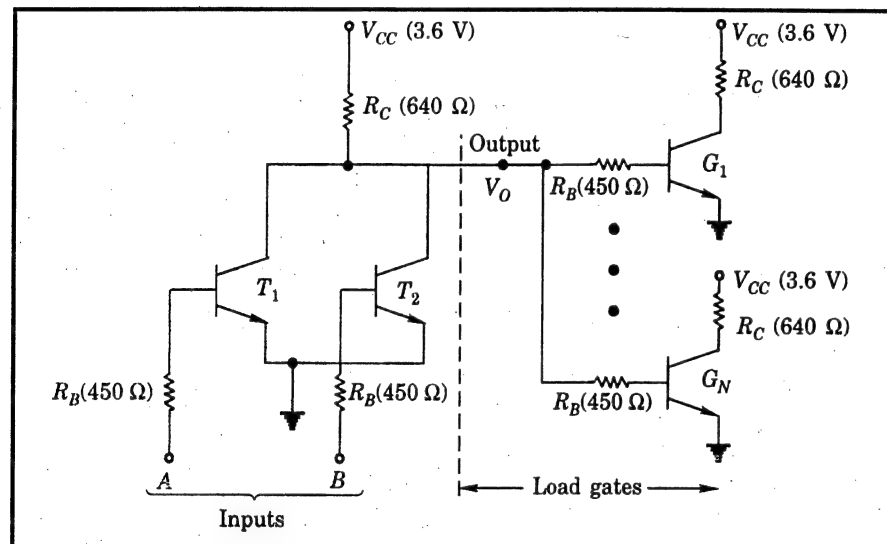 V_CC (3.6 V)
R_C (640 Ω)
V_CC (3.6 V)
R_C (640 Ω)
Output
V_O
R_B(450 Ω)
G_1
T_1
T_2
V_CC (3.6 V)
R_C (640 Ω)
R_B(450 Ω)
R_B(450 Ω)
R_B(450 Ω)
G_N
A
B
Load gates
Inputs